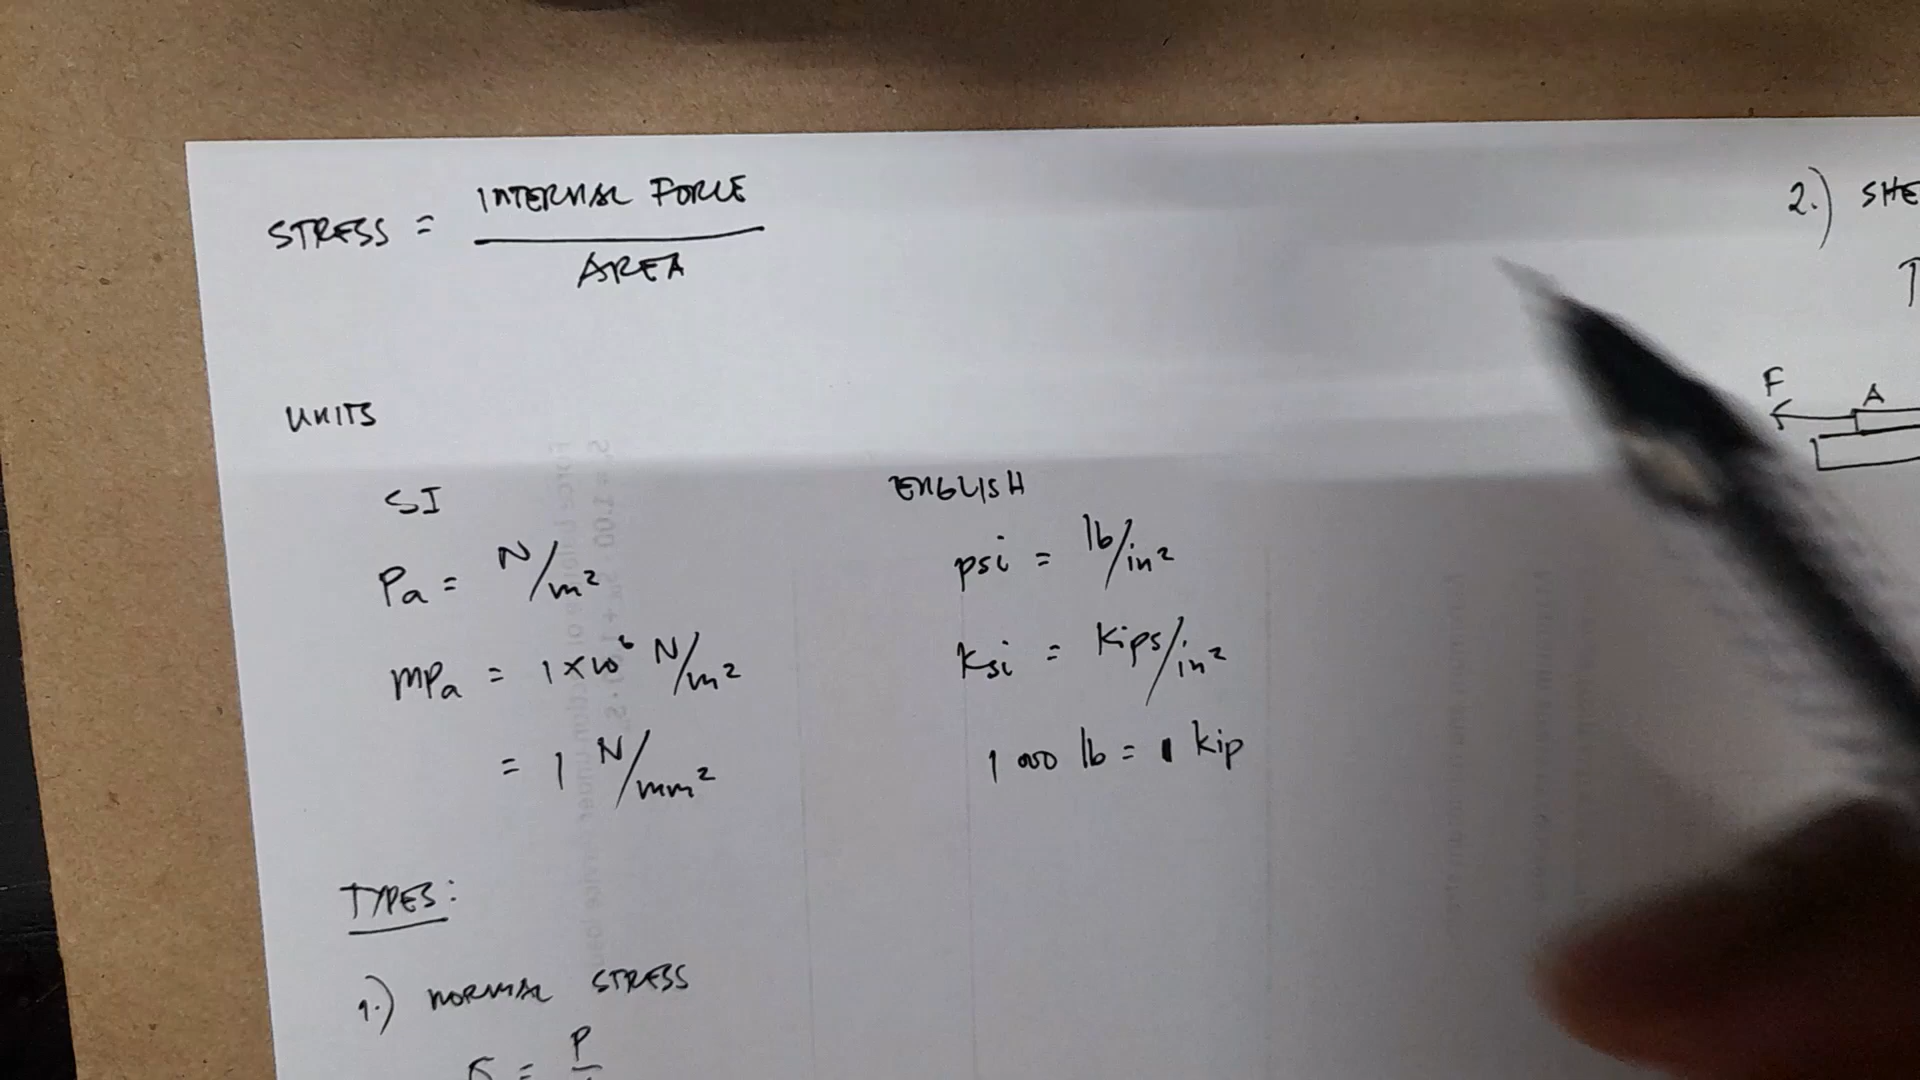 STRESS = INTERNAL FORCE / AREA
UNITS
SI
Pa = N/m²
MPa = 1×10⁶ N/m²
= 1 N/mm²
ENGLISH
psi = lb/in²
ksi = kips/in²
1 000 lb = 1 kip
TYPES:
1.) NORMAL STRESS
σ = P
2.) SHE
F
A